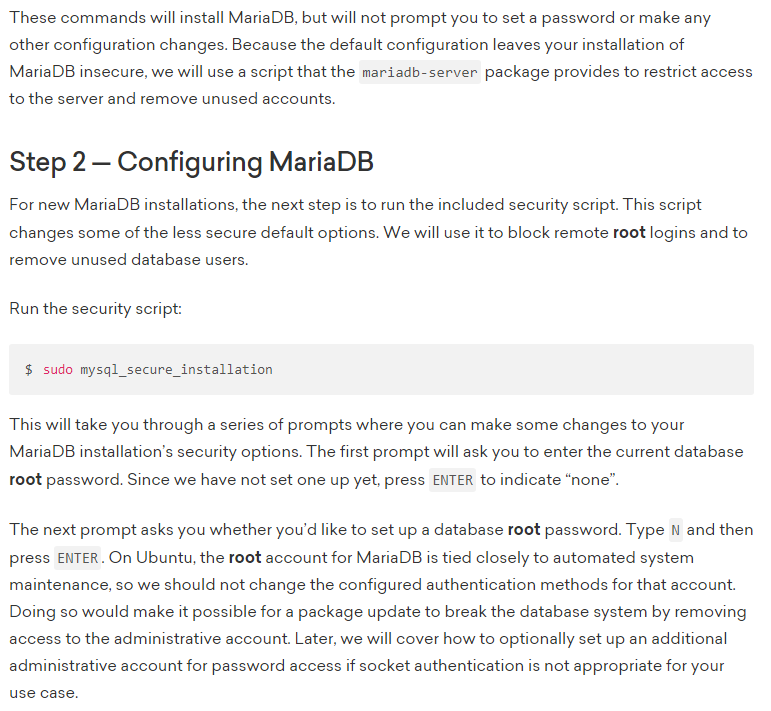 These commands will install MariaDB, but will not prompt you to set a password or make any
other configuration changes. Because the default configuration leaves your installation of
MariaDB insecure, we will use a script that the mariadb-server package provides to restrict access
to the server and remove unused accounts.
Step 2 — Configuring MariaDB
For new MariaDB installations, the next step is to run the included security script. This script
changes some of the less secure default options. We will use it to block remote root logins and to
remove unused database users.
Run the security script:
$ sudo mysql_secure_installation
This will take you through a series of prompts where you can make some changes to your
MariaDB installation’s security options. The first prompt will ask you to enter the current database
root password. Since we have not set one up yet, press ENTER to indicate “none”.
The next prompt asks you whether you’d like to set up a database root password. Type N and then
press ENTER. On Ubuntu, the root account for MariaDB is tied closely to automated system
maintenance, so we should not change the configured authentication methods for that account.
Doing so would make it possible for a package update to break the database system by removing
access to the administrative account. Later, we will cover how to optionally set up an additional
administrative account for password access if socket authentication is not appropriate for your
use case.